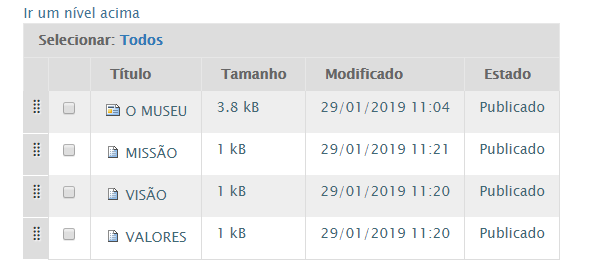 Ir um nível acima
Selecionar: Todos
Título Tamanho Modificado Estado
O MUSEU 3.8 kB 29/01/2019 11:04 Publicado
MISSÃO 1 kB 29/01/2019 11:21 Publicado
VISÃO 1 kB 29/01/2019 11:20 Publicado
VALORES 1 kB 29/01/2019 11:20 Publicado